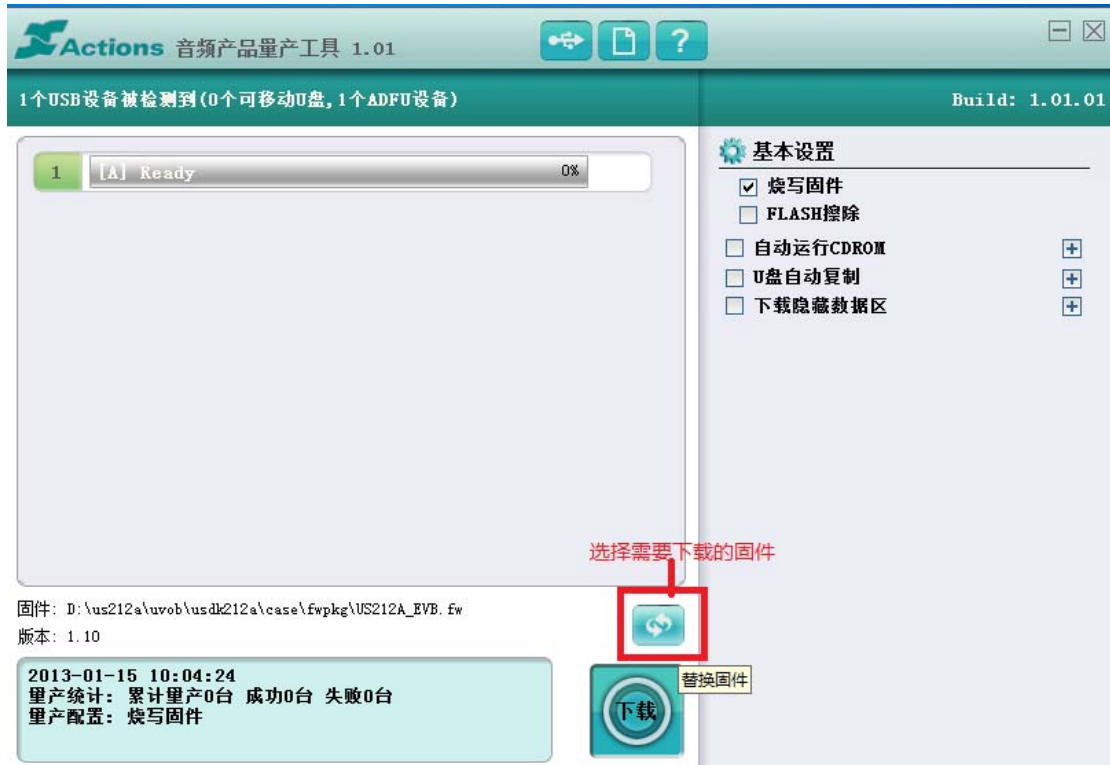 Actions 音频产品量产工具 1.01
1个USB设备被检测到(0个可移动U盘,1个ADFU设备)
Build: 1.01.01
1 [A] Ready 0%
基本设置
烧写固件
FLASH擦除
自动运行CDROM
U盘自动复制
下载隐藏数据区
选择需要下载的固件
固件: D:\us212a\uvob\usdk212a\case\fwpkg\US212A_EVB.fw
版本: 1.10
替换固件
2013-01-15 10:04:24
量产统计: 累计量产0台 成功0台 失败0台
量产配置: 烧写固件
下载